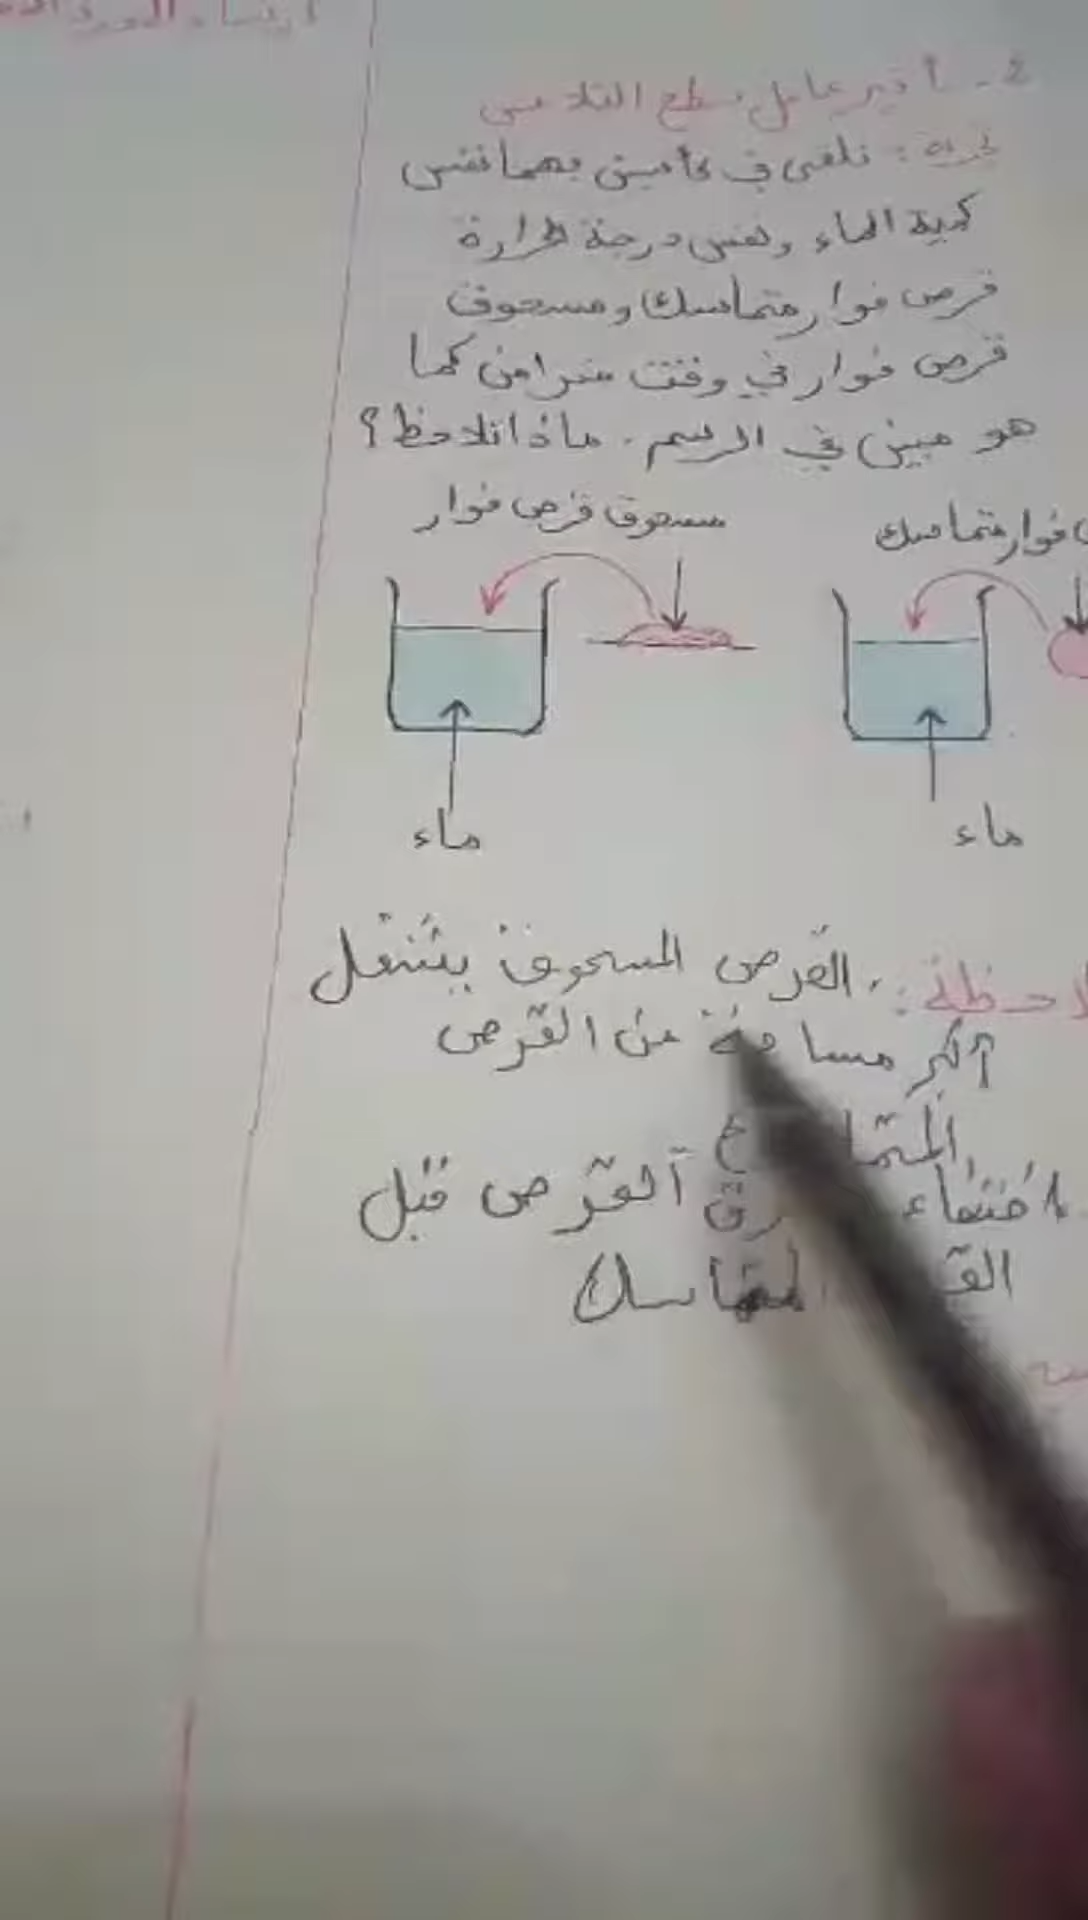 2 - تأثير عامل سطح التلامس
تجربة : نلقي في كأسين بهما نفس
كمية الماء ونفس درجة الحرارة
قرص فوار متماسك ومسحوق
قرص فوار في وقت متزامن كما
هو مبين في الرسم . ماذا تلاحظ ؟
فوار متماسك
مسحوق قرص فوار
ماء
ماء
القرص المسحوق يشغل
أكبر مساحة من القرص
اختفاء القرص قبل
المتماسك